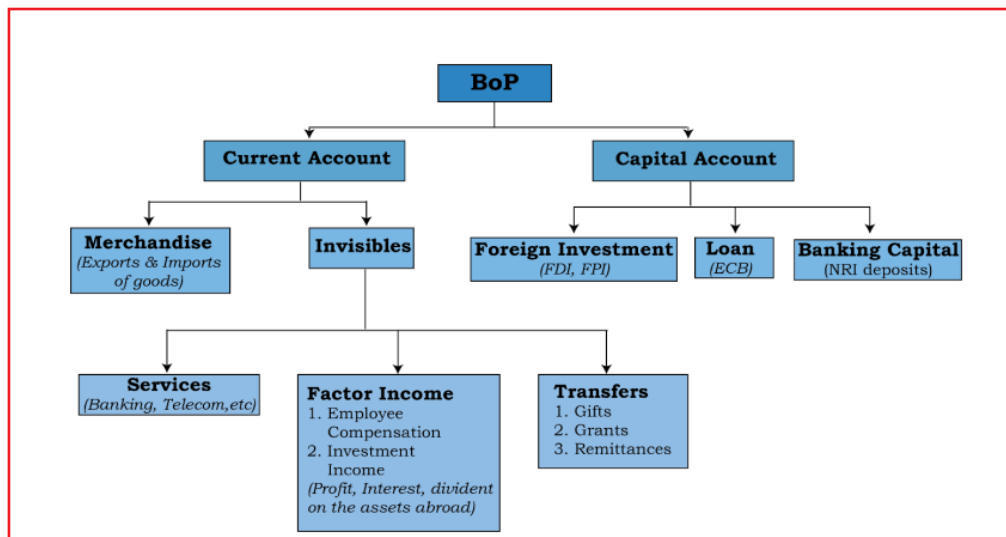 BoP
Current Account
Capital Account
Merchandise
(Exports & Imports
of goods)
Invisibles
Foreign Investment
(FDI, FPI)
Loan
(ECB)
Banking Capital
(NRI deposits)
Services
(Banking, Telecom,etc)
Factor Income
1. Employee
Compensation
2. Investment
Income
(Profit, Interest, divident
on the assets abroad)
Transfers
1. Gifts
2. Grants
3. Remittances